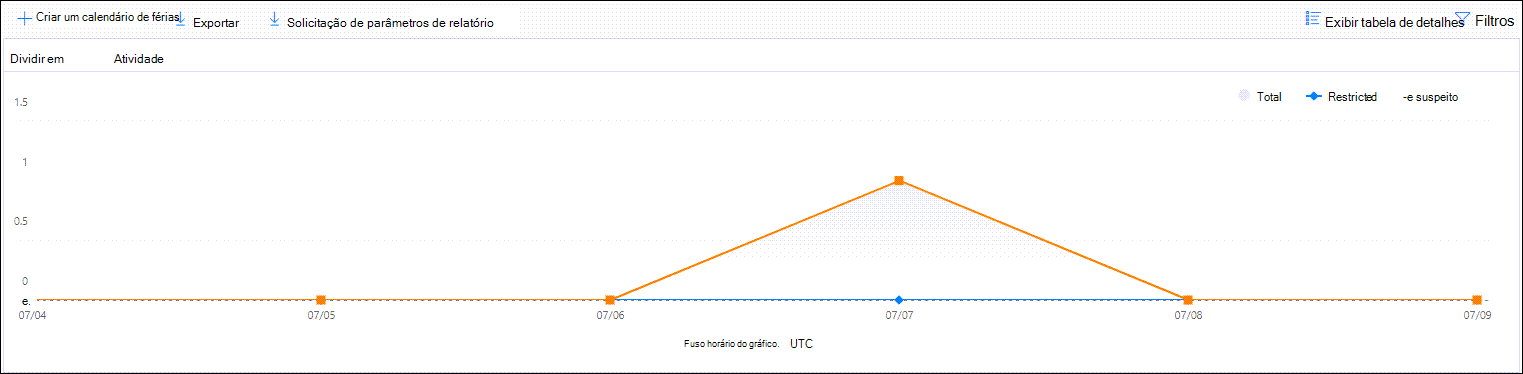 Criar um calendário de férias Exportar Solicitação de parâmetros de relatório Exibir tabela de detalhes Filtros
Dividir em Atividade
Total Restricted -e suspeito
1.5
1
0.5
0
e.
07/04 07/05 07/06 07/07 07/08 07/09
Fuso horário do gráfico. UTC